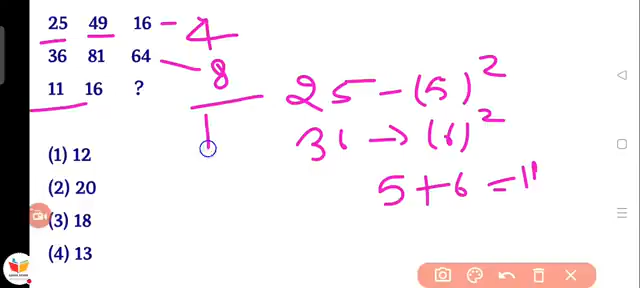 25 49 16 – 4
36 81 64 – 8
11 16 ?
1
25 – (5)²
36 → (6)²
5 + 6 = 11
(1) 12
(2) 20
(3) 18
(4) 13